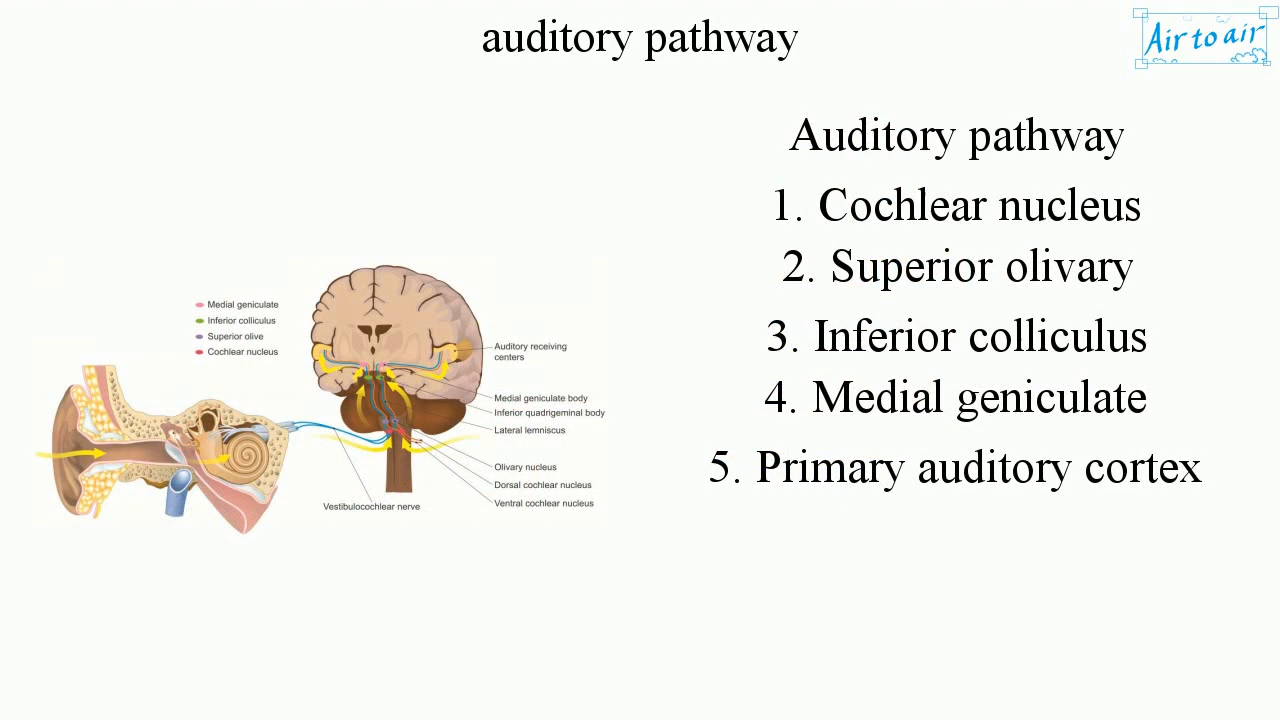 auditory pathway
Air to air
Auditory pathway
1. Cochlear nucleus
2. Superior olivary
3. Inferior colliculus
4. Medial geniculate
5. Primary auditory cortex
Medial geniculate
Inferior colliculus
Superior olive
Cochlear nucleus
Auditory receiving
centers
Medial geniculate body
Inferior quadrigeminal body
Lateral lemniscus
Olivary nucleus
Dorsal cochlear nucleus
Ventral cochlear nucleus
Vestibulocochlear nerve